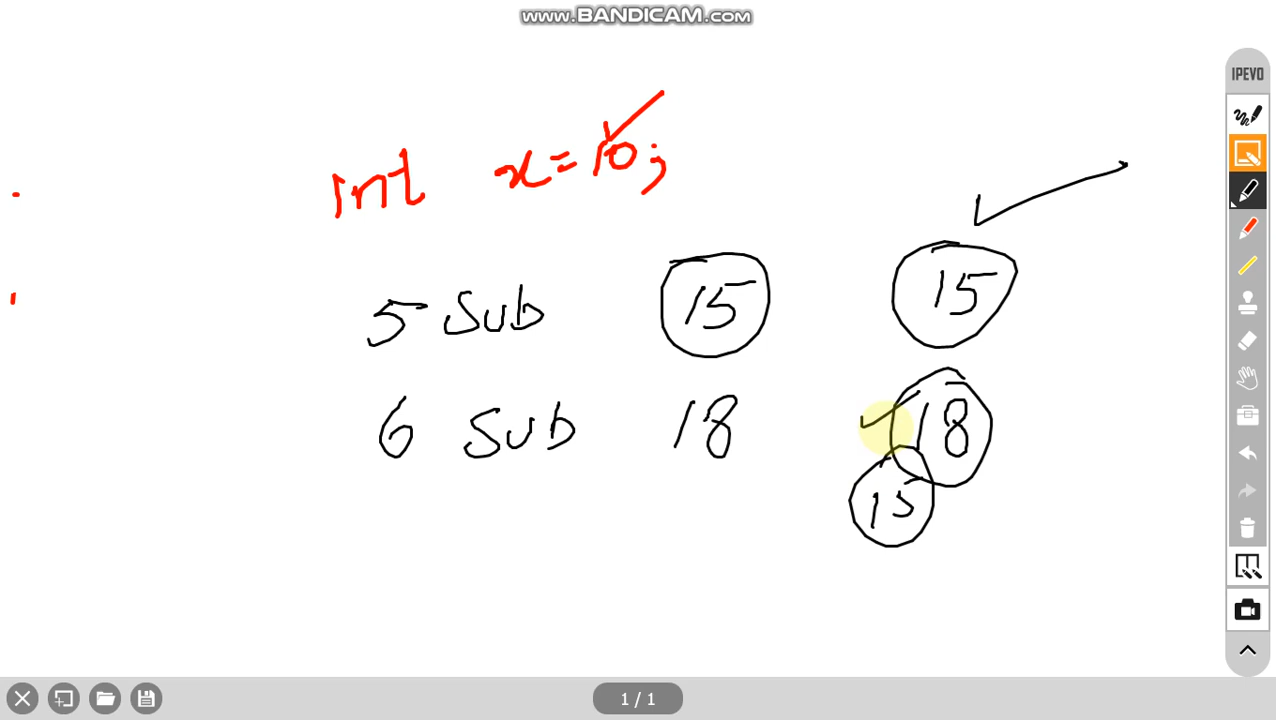 WWW.BANDICAM.COM
IPEVO
int x=10;
5 Sub 15 15
6 Sub 18 18
15
1 / 1